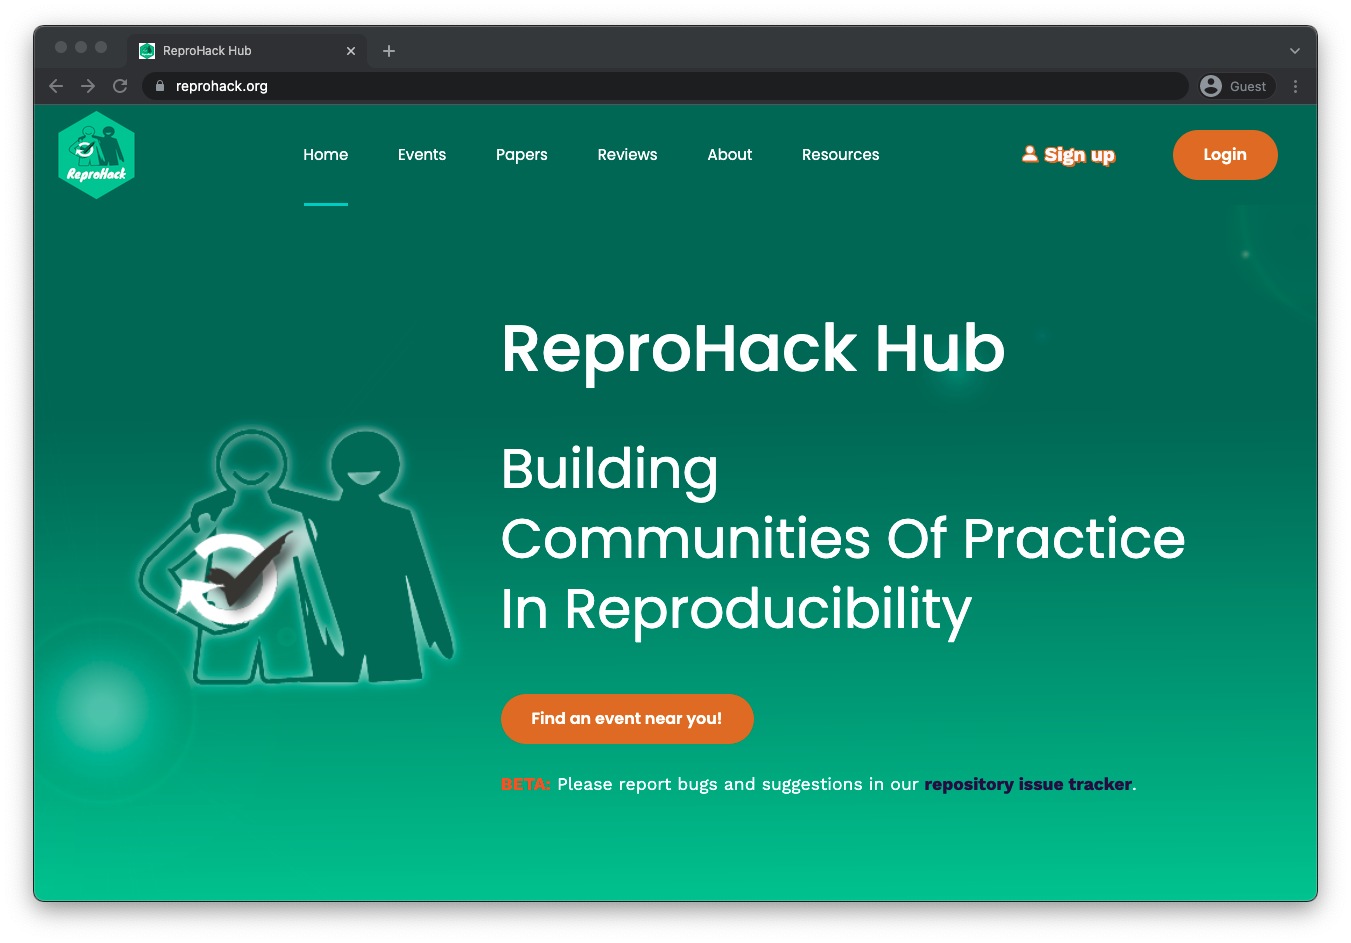 ReproHack Hub
reprohack.org
Guest
ReproHack
Home
Events
Papers
Reviews
About
Resources
Sign up
Login
ReproHack Hub
Building
Communities Of Practice
In Reproducibility
Find an event near you!
BETA: Please report bugs and suggestions in our repository issue tracker.